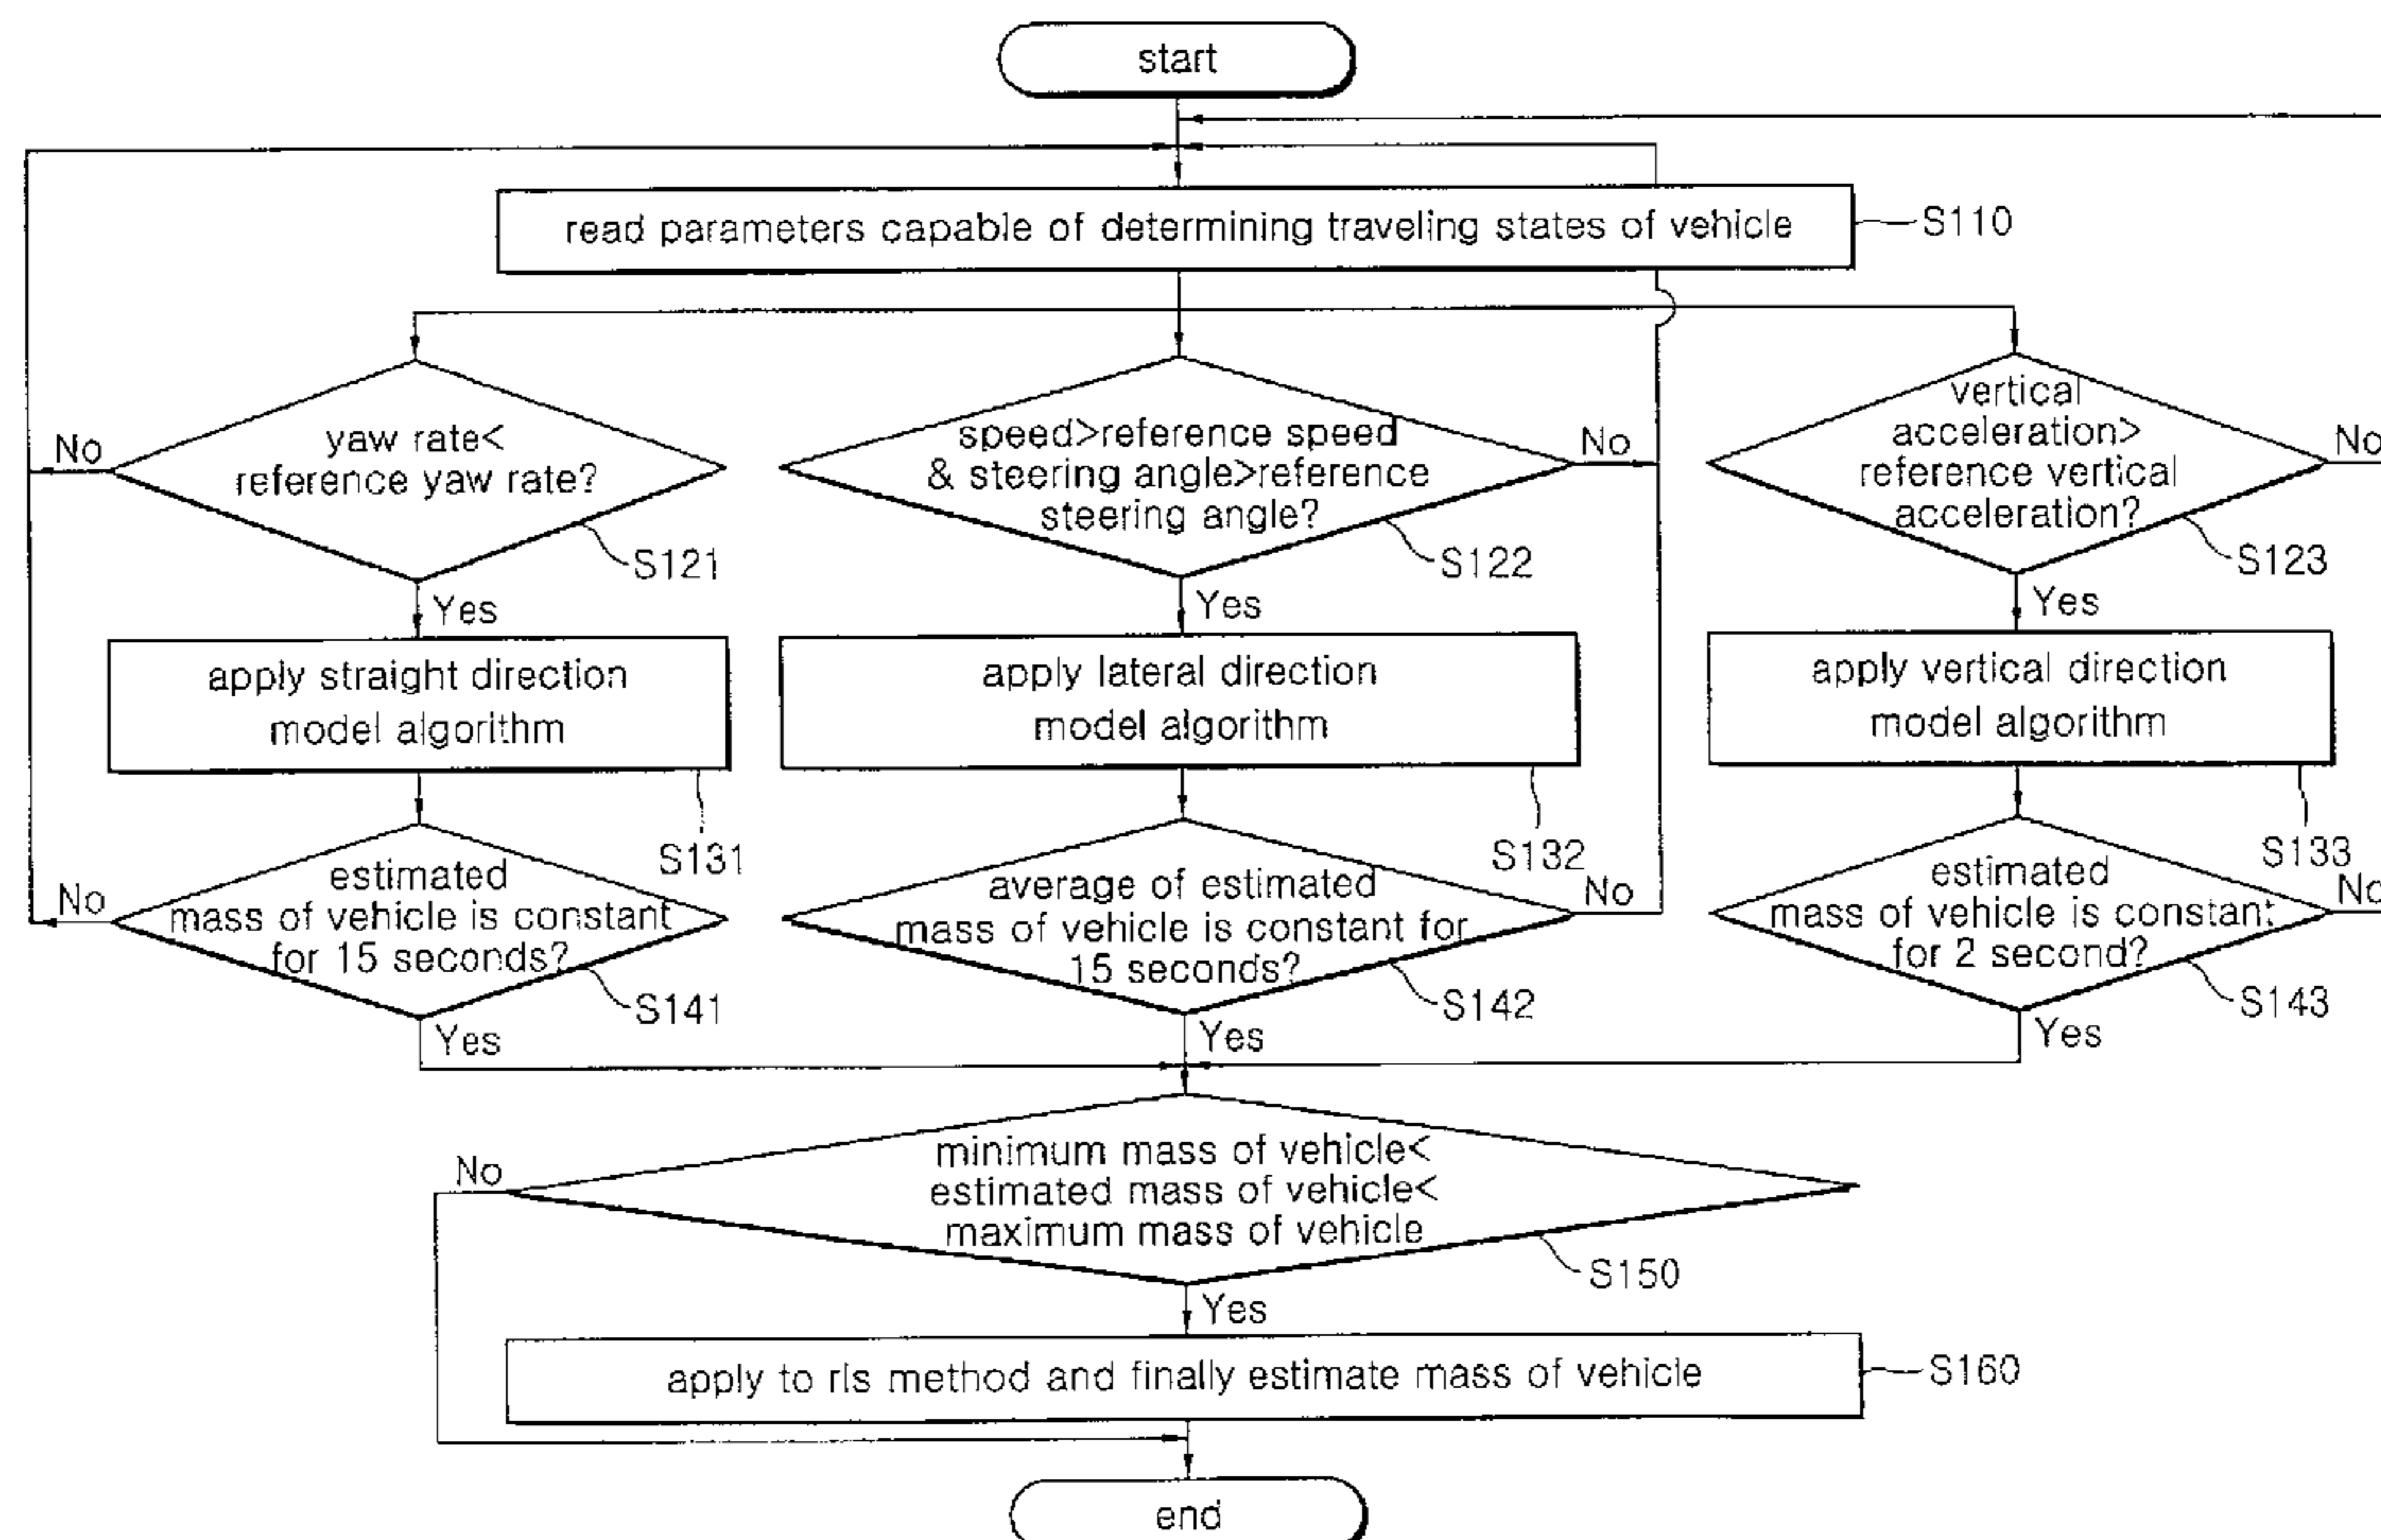 start
read parameters capable of determining traveling states of vehicle
S110
yaw rate<
reference yaw rate?
No
S121
Yes
speed>reference speed
& steering angle>reference
steering angle?
No
S122
Yes
vertical
acceleration>
reference vertical
acceleration?
No
S123
Yes
apply straight direction
model algorithm
S131
apply lateral direction
model algorithm
S132
apply vertical direction
model algorithm
S133
estimated
mass of vehicle is constant
for 15 seconds?
No
S141
Yes
average of estimated
mass of vehicle is constant for
15 seconds?
No
S142
Yes
estimated
mass of vehicle is constant
for 2 second?
No
S143
Yes
minimum mass of vehicle<
estimated mass of vehicle<
maximum mass of vehicle
No
S150
Yes
apply to rls method and finally estimate mass of vehicle
S160
end